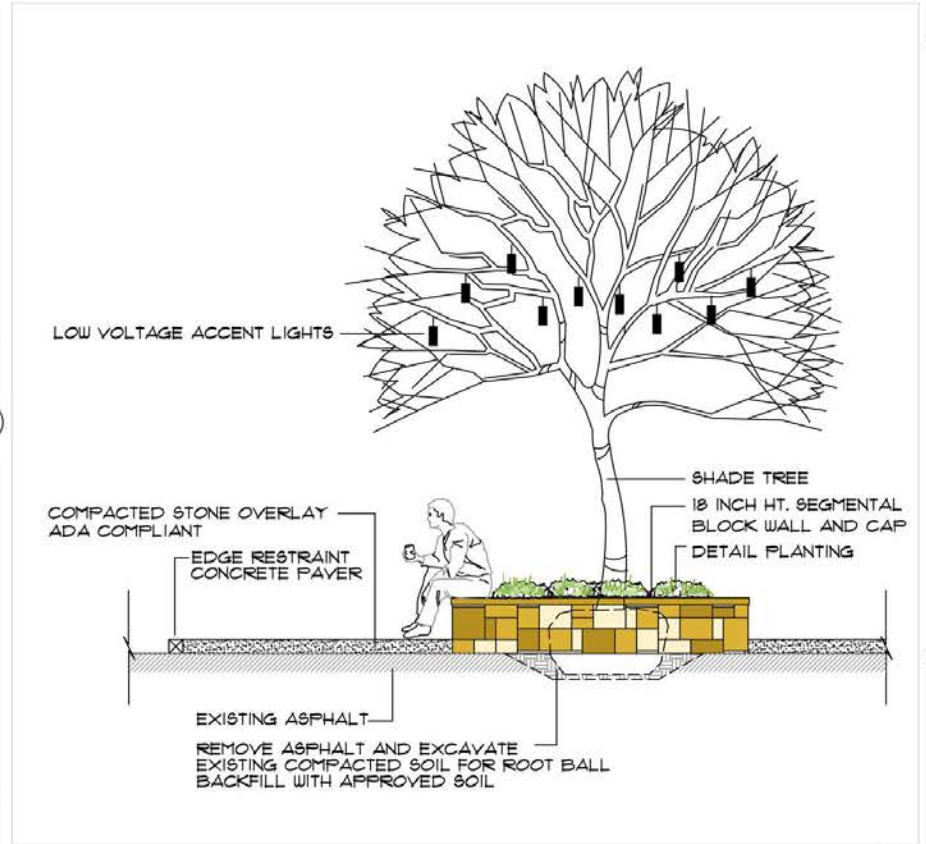 LOW VOLTAGE ACCENT LIGHTS
SHADE TREE
18 INCH HT. SEGMENTAL
BLOCK WALL AND CAP
DETAIL PLANTING
COMPACTED STONE OVERLAY
ADA COMPLIANT
EDGE RESTRAINT
CONCRETE PAVER
EXISTING ASPHALT
REMOVE ASPHALT AND EXCAVATE
EXISTING COMPACTED SOIL FOR ROOT BALL
BACKFILL WITH APPROVED SOIL